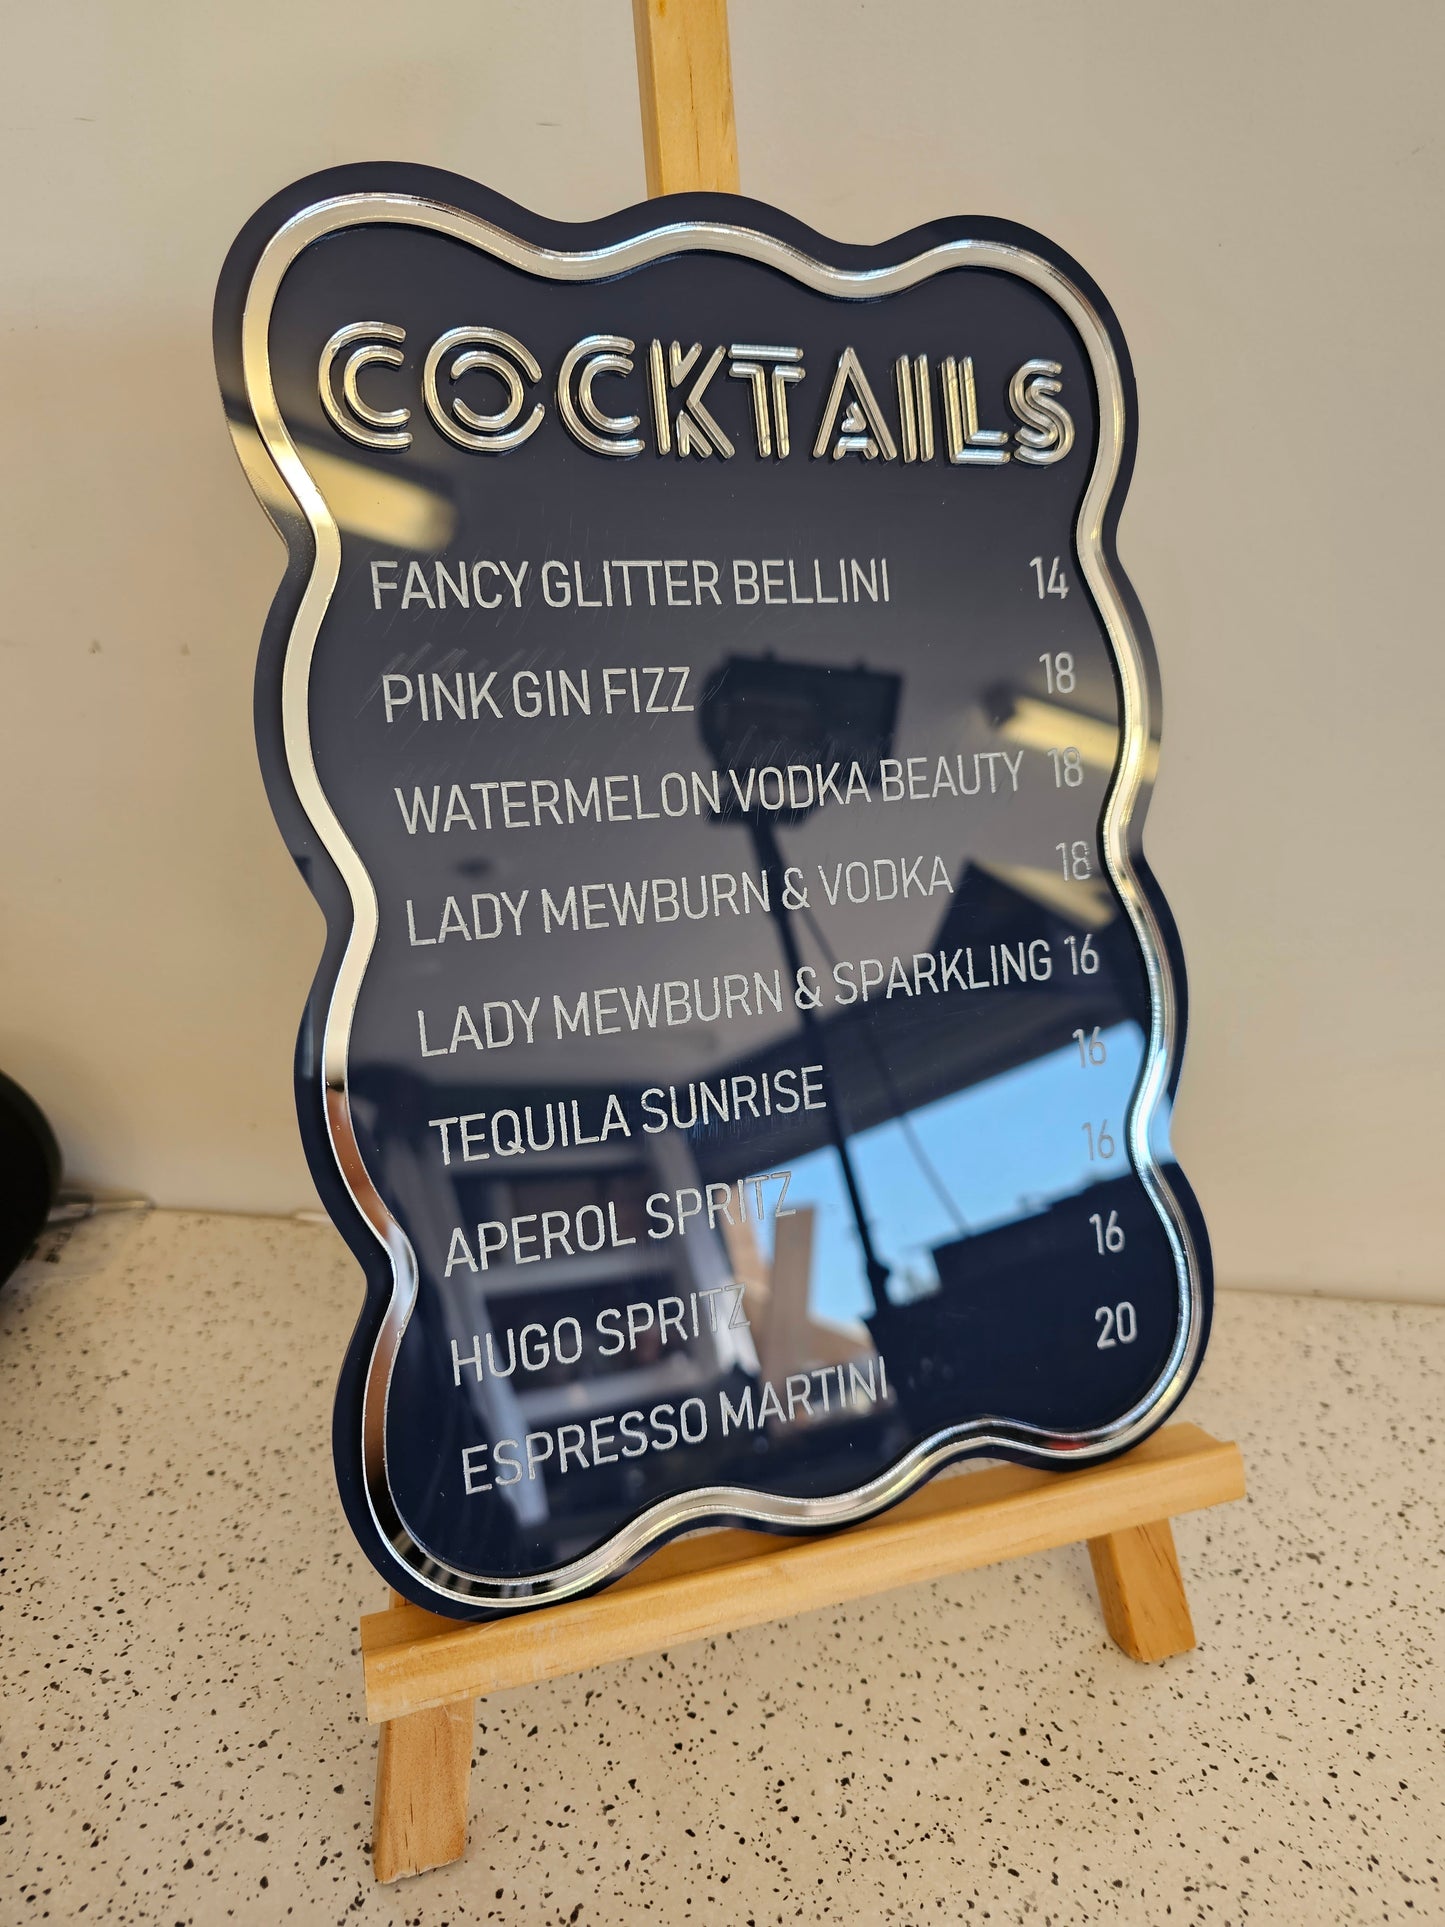 COCKTAILS
FANCY GLITTER BELLINI 14
PINK GIN FIZZ 18
WATERMELON VODKA BEAUTY 18
LADY MEWBURN & VODKA 18
LADY MEWBURN & SPARKLING 16
TEQUILA SUNRISE 16
APEROL SPRITZ 16
HUGO SPRITZ 16
ESPRESSO MARTINI 20